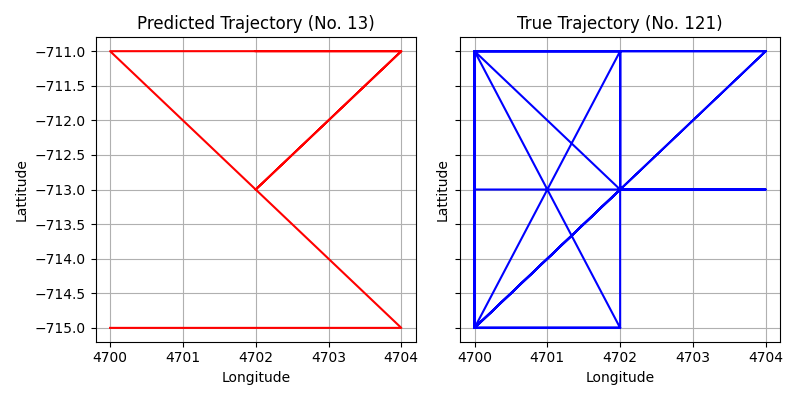 Predicted Trajectory (No. 13)
True Trajectory (No. 121)
−711.0
−711.5
−712.0
−712.5
−713.0
−713.5
−714.0
−714.5
−715.0
Lattitude
Lattitude
4700 4701 4702 4703 4704
4700 4701 4702 4703 4704
Longitude
Longitude